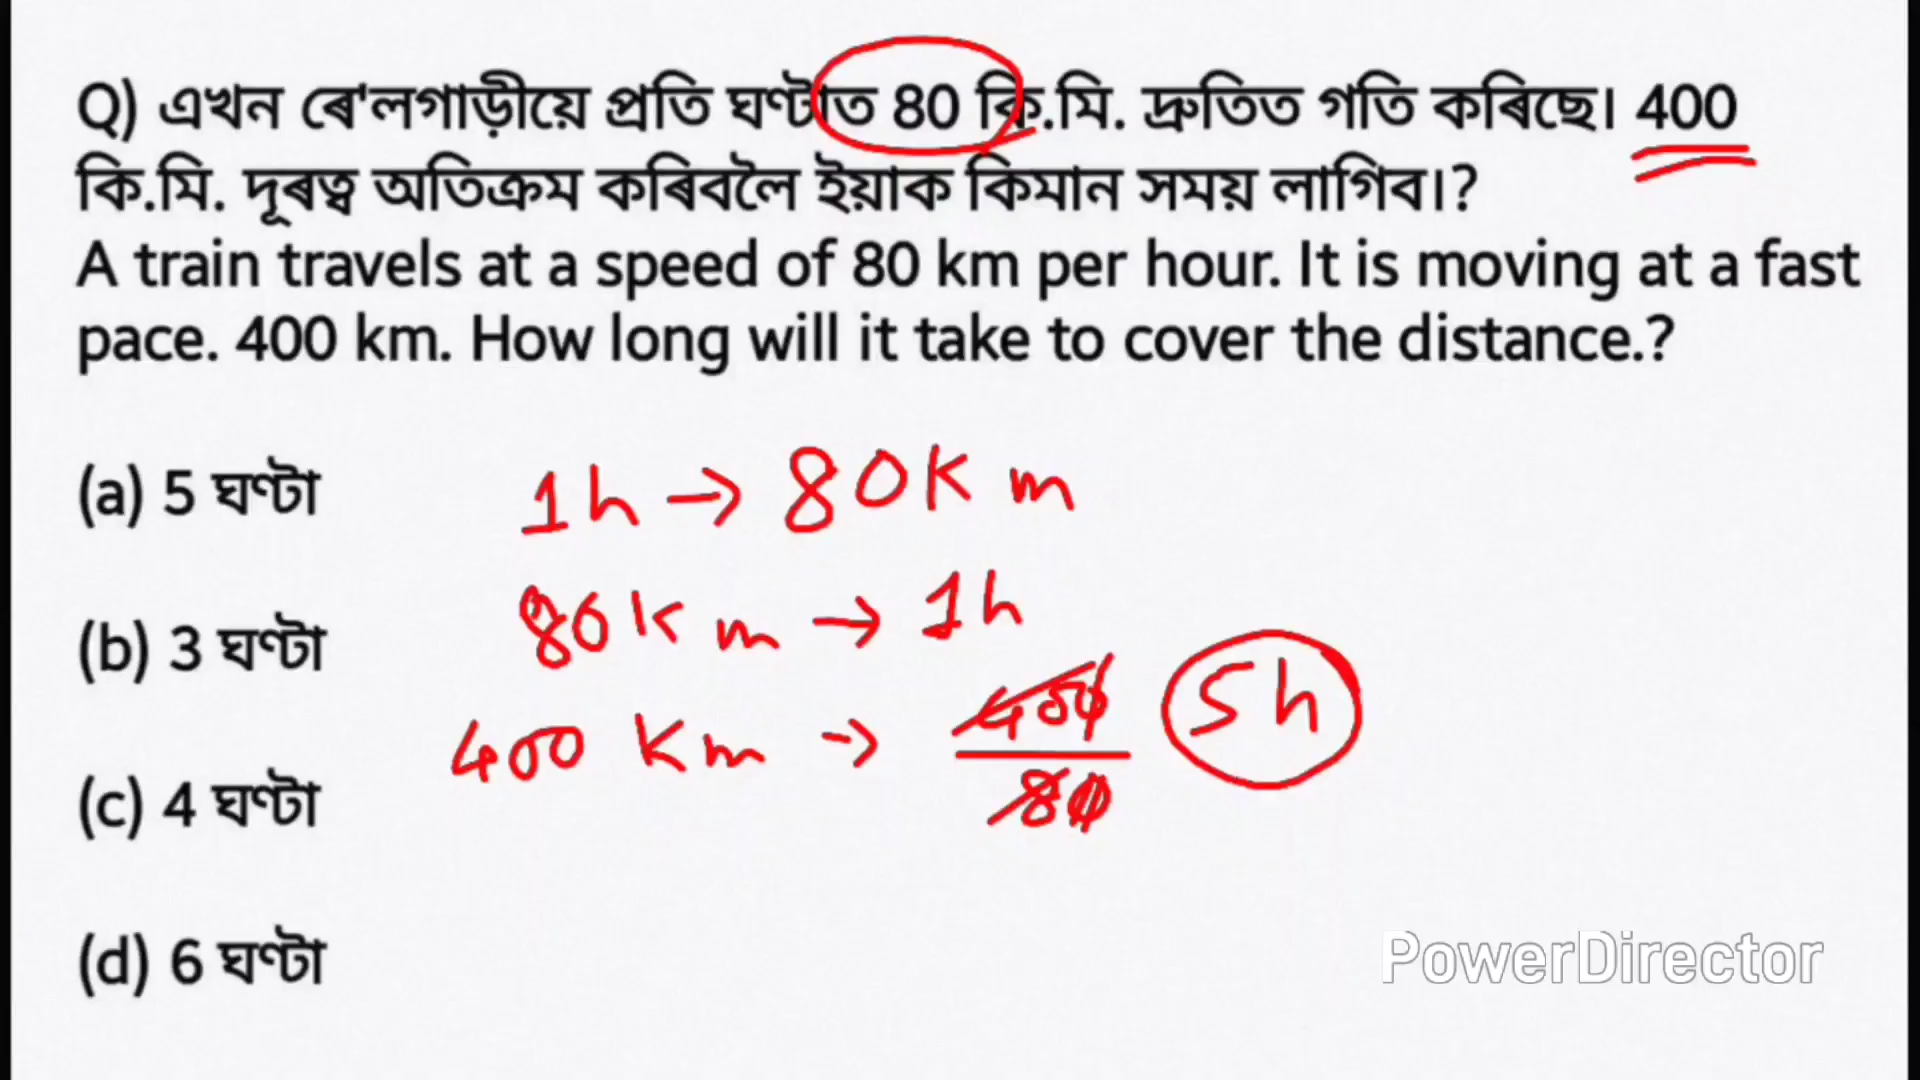 Q) এখন ৰে'লগাড়ীয়ে প্ৰতি ঘণ্টাত 80 কি.মি. দ্ৰুতিত গতি কৰিছে। 400
কি.মি. দূৰত্ব অতিক্ৰম কৰিবলৈ ইয়াক কিমান সময় লাগিব।?
A train travels at a speed of 80 km per hour. It is moving at a fast
pace. 400 km. How long will it take to cover the distance.?
(a) 5 ঘণ্টা
1h → 80Km
(b) 3 ঘণ্টা
80Km → 1h
(c) 4 ঘণ্টা
400 Km → 400/80 5h
(d) 6 ঘণ্টা
PowerDirector